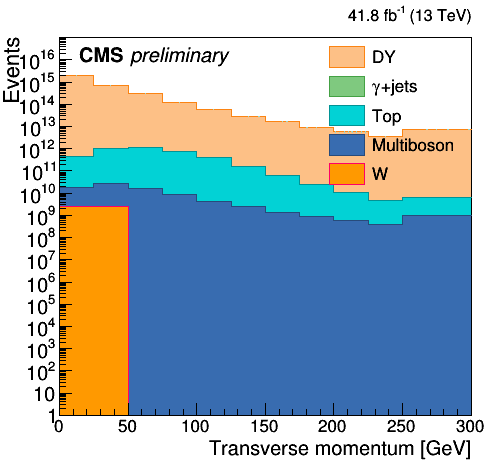 41.8 fb⁻¹ (13 TeV)
CMS preliminary
Events
DY
γ+jets
Top
Multiboson
W
10¹⁶
10¹⁵
10¹⁴
10¹³
10¹²
10¹¹
10¹⁰
10⁹
10⁸
10⁷
10⁶
10⁵
10⁴
10³
10²
10
1
0 50 100 150 200 250 300
Transverse momentum [GeV]